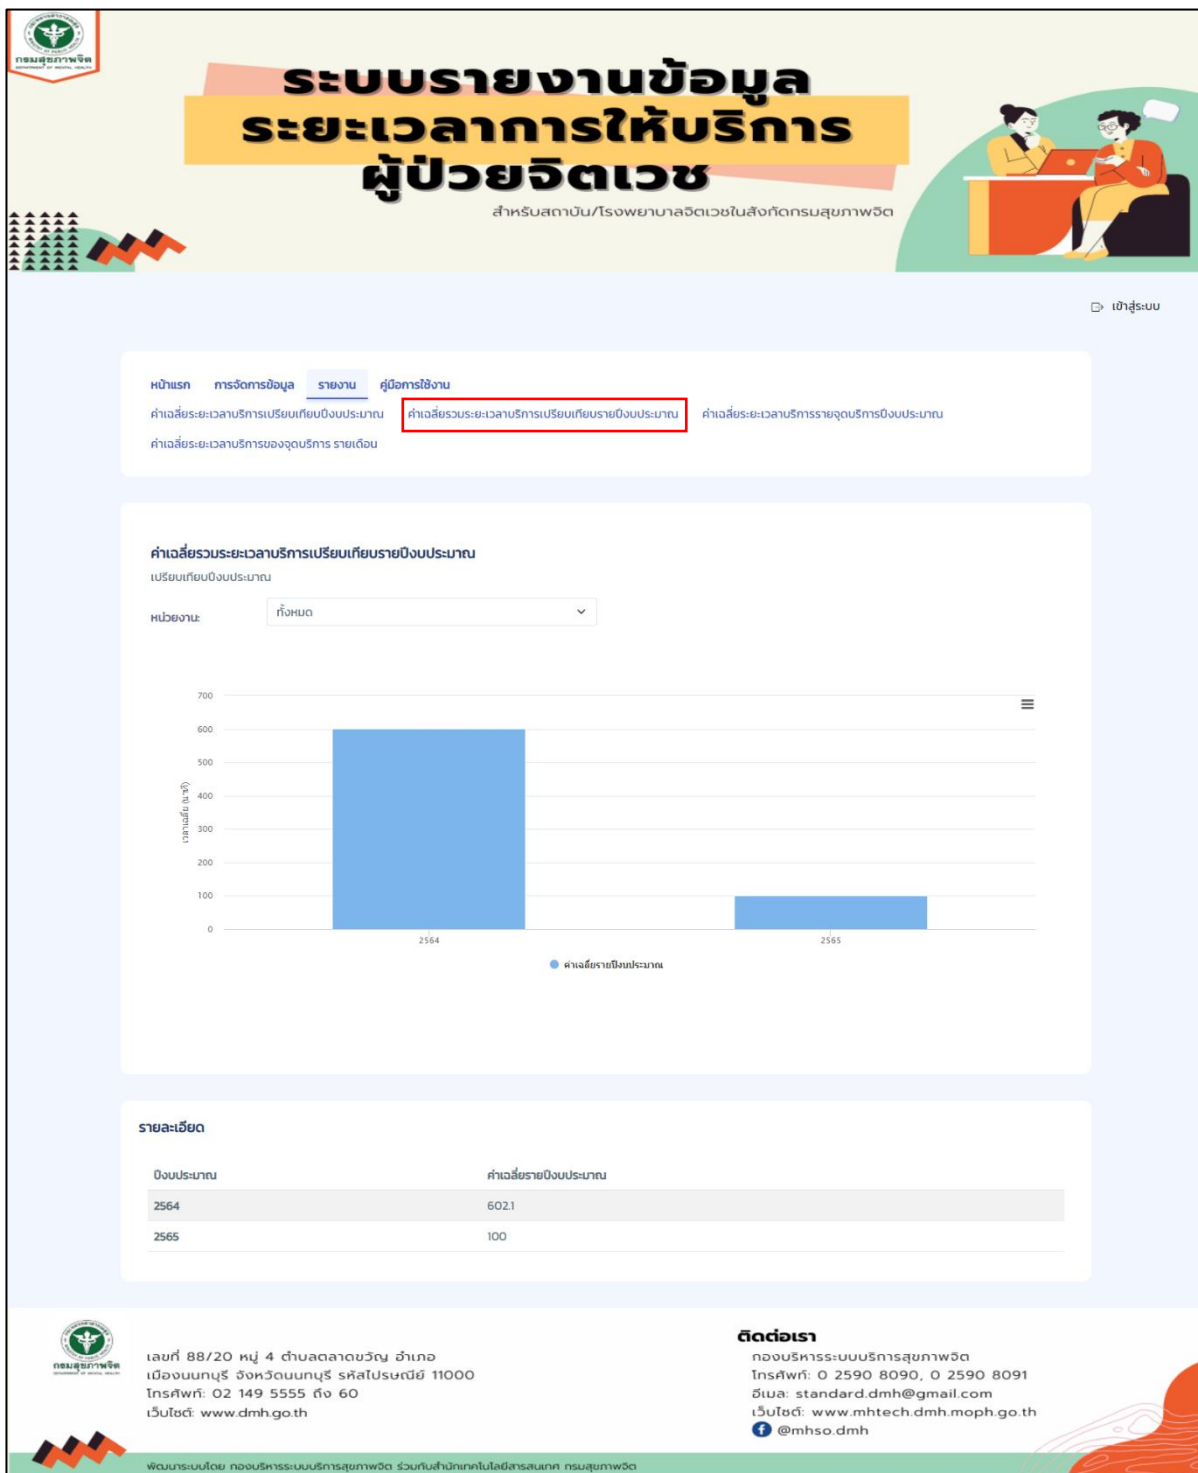 กรมสุขภาพจิต
DEPARTMENT OF MENTAL HEALTH
ระบบรายงานข้อมูล
ระยะเวลาการให้บริการ
ผู้ป่วยจิตเวช
สำหรับสถาบัน/โรงพยาบาลจิตเวชในสังกัดกรมสุขภาพจิต
เข้าสู่ระบบ
หน้าแรก การจัดการข้อมูล รายงาน คู่มือการใช้งาน
ค่าเฉลี่ยระยะเวลาบริการเปรียบเทียบปีงบประมาณ ค่าเฉลี่ยรวมระยะเวลาบริการเปรียบเทียบรายปีงบประมาณ ค่าเฉลี่ยระยะเวลาบริการรายจุดบริการปีงบประมาณ
ค่าเฉลี่ยระยะเวลาบริการของจุดบริการ รายเดือน
ค่าเฉลี่ยรวมระยะเวลาบริการเปรียบเทียบรายปีงบประมาณ
เปรียบเทียบปีงบประมาณ
หน่วยงาน: ทั้งหมด
700
600
500
400
300
200
100
0
เวลาเฉลี่ย (นาที)
2564 2565
ค่าเฉลี่ยรายปีงบประมาณ
รายละเอียด
ปีงบประมาณ ค่าเฉลี่ยรายปีงบประมาณ
2564 602.1
2565 100
กรมสุขภาพจิต
DEPARTMENT OF MENTAL HEALTH
เลขที่ 88/20 หมู่ 4 ตำบลตลาดขวัญ อำเภอ
เมืองนนทบุรี จังหวัดนนทบุรี รหัสไปรษณีย์ 11000
โทรศัพท์: 02 149 5555 ถึง 60
เว็บไซต์: www.dmh.go.th
ติดต่อเรา
กองบริหารระบบบริการสุขภาพจิต
โทรศัพท์: 0 2590 8090, 0 2590 8091
อีเมล: standard.dmh@gmail.com
เว็บไซต์: www.mhtech.dmh.moph.go.th
@mhso.dmh
พัฒนาระบบโดย กองบริหารระบบบริการสุขภาพจิต ร่วมกับสำนักเทคโนโลยีสารสนเทศ กรมสุขภาพจิต